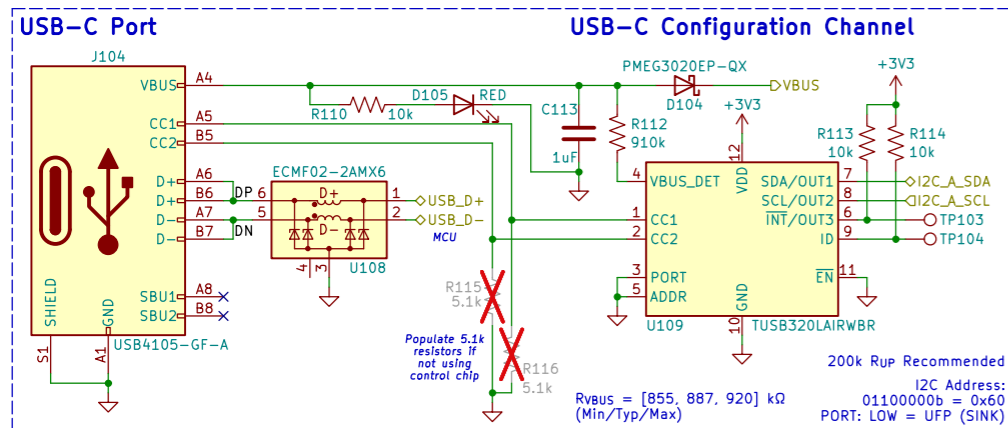 USB-C Port
USB-C Configuration Channel
J104
VBUS
A4
CC1
A5
CC2
B5
D+
A6
D+
B6
D-
A7
D-
B7
SBU1
A8
SBU2
B8
SHIELD
GND
S1
A1
USB4105-GF-A
DP
DN
R110
10k
D105
RED
ECMF02-2AMX6
6
D+
1
5
D-
2
4
3
U108
USB_D+
USB_D-
MCU
C113
1uF
R112
910k
PMEG3020EP-QX
D104
VBUS
+3V3
+3V3
R113
10k
R114
10k
12
VDD
4
VBUS_DET
1
CC1
2
CC2
3
PORT
5
ADDR
GND
10
SDA/OUT1
7
SCL/OUT2
8
INT/OUT3
6
ID
9
EN
11
I2C_A_SDA
I2C_A_SCL
TP103
TP104
U109
TUSB320LAIRWBR
R115
5.1k
R116
5.1k
Populate 5.1k
resistors if
not using
control chip
RVBUS = [855, 887, 920] kΩ
(Min/Typ/Max)
200k RUP Recommended
I2C Address:
01100000b = 0x60
PORT: LOW = UFP (SINK)